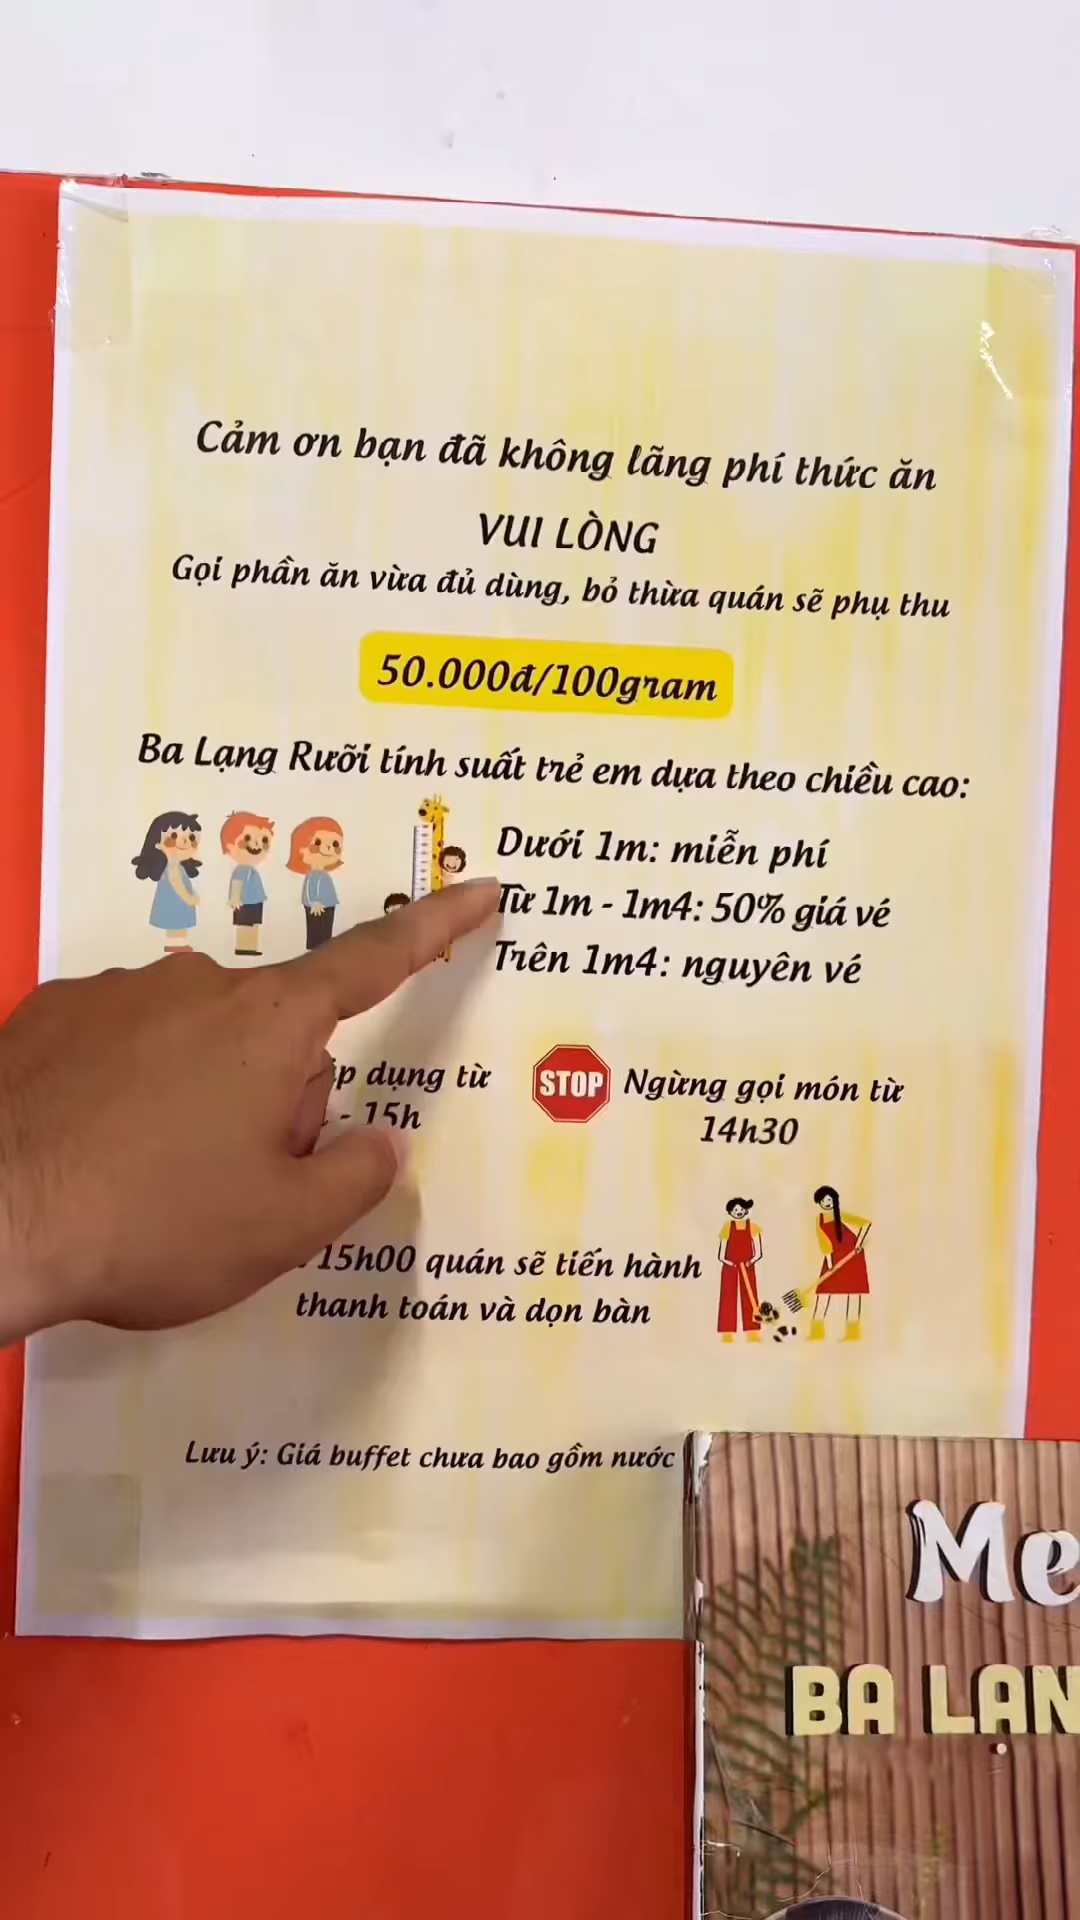 Cảm ơn bạn đã không lãng phí thức ăn
VUI LÒNG
Gọi phần ăn vừa đủ dùng, bỏ thừa quán sẽ phụ thu
50.000đ/100gram
Ba Lạng Rưỡi tính suất trẻ em dựa theo chiều cao:
Dưới 1m: miễn phí
Từ 1m - 1m4: 50% giá vé
Trên 1m4: nguyên vé
dụng từ
- 15h
STOP
Ngừng gọi món từ
14h30
15h00 quán sẽ tiến hành
thanh toán và dọn bàn
Lưu ý: Giá buffet chưa bao gồm nước
Me
BA LẠN